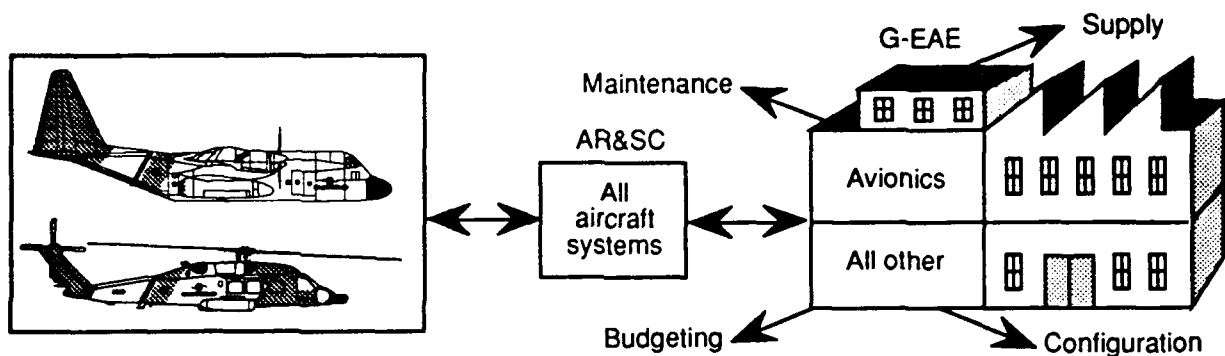 G-EAE
Supply
Maintenance
AR&SC
All
aircraft
systems
Avionics
All other
Budgeting
Configuration